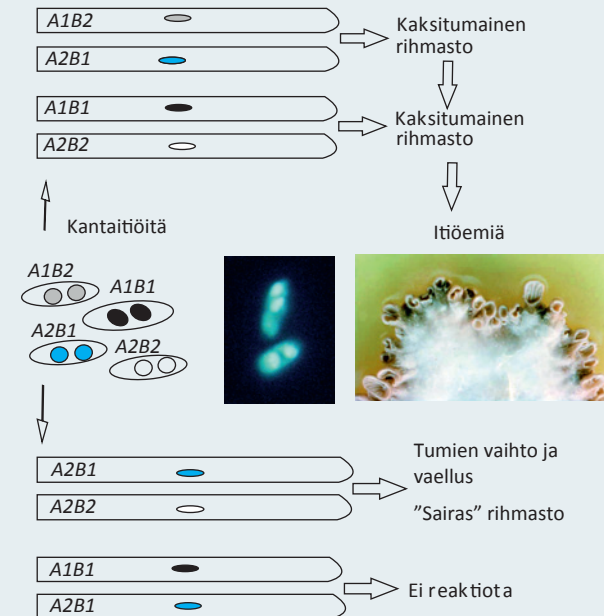 A1B2
Kaksitumainen
rihmasto
A2B1
A1B1
Kaksitumainen
rihmasto
A2B2
Kantaitiöitä
Itiöemiä
A1B2
A1B1
A2B1
A2B2
Tumien vaihto ja
vaellus
A2B1
A2B2
"Sairas" rihmasto
A1B1
Ei reaktiota
A2B1